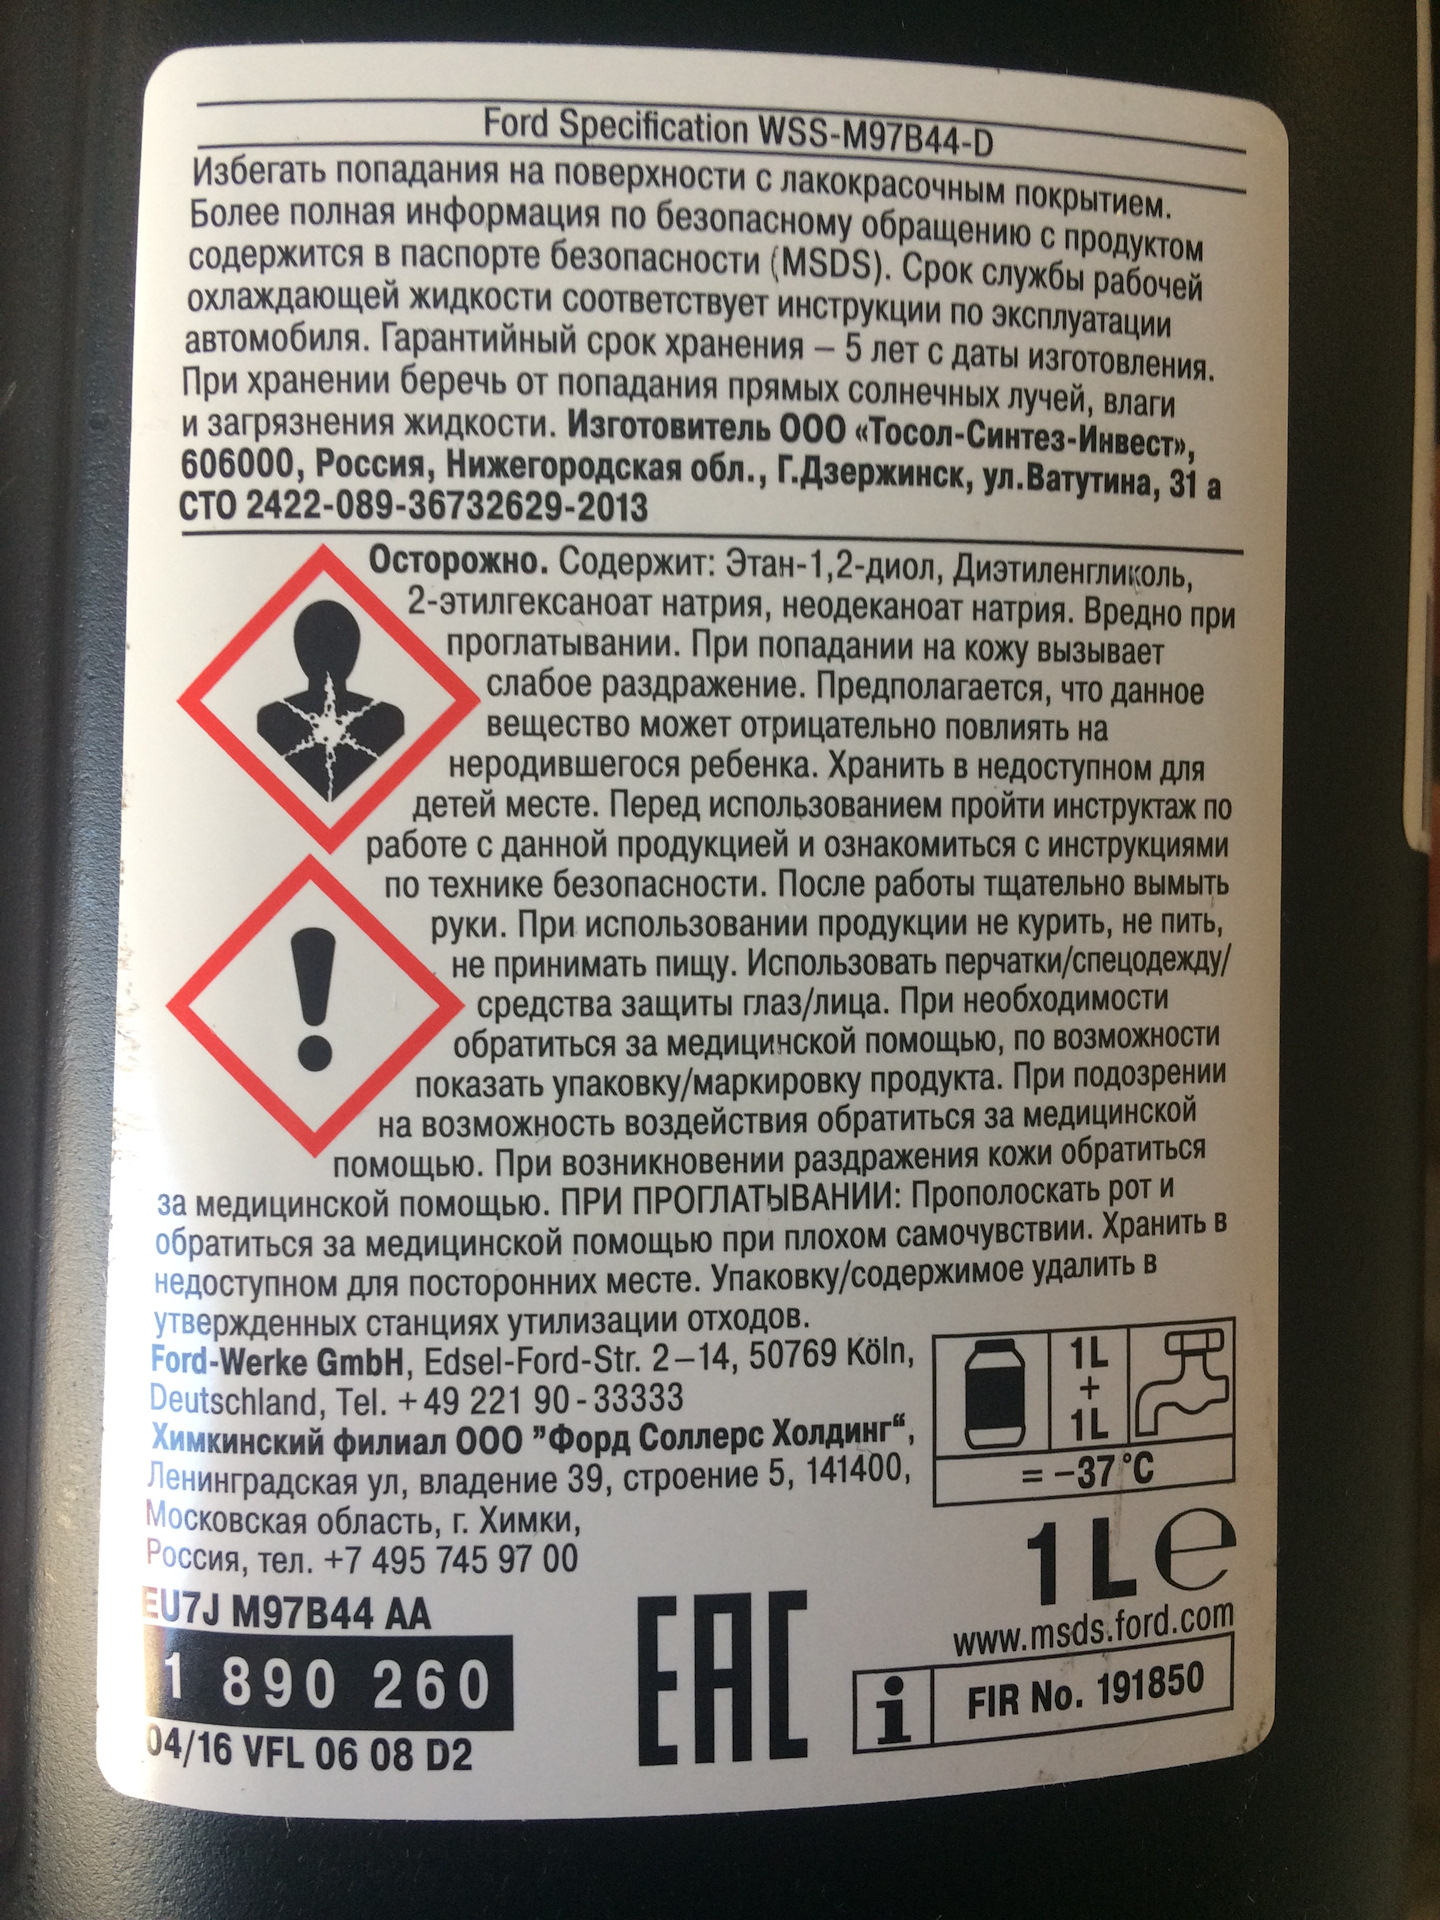 Ford Specification WSS-M97B44-D
Избегать попадания на поверхности с лакокрасочным покрытием.
Более полная информация по безопасному обращению с продуктом
содержится в паспорте безопасности (MSDS). Срок службы рабочей
охлаждающей жидкости соответствует инструкции по эксплуатации
автомобиля. Гарантийный срок хранения – 5 лет с даты изготовления.
При хранении беречь от попадания прямых солнечных лучей, влаги
и загрязнения жидкости. Изготовитель ООО «Тосол-Синтез-Инвест»,
606000, Россия, Нижегородская обл., Г.Дзержинск, ул.Ватутина, 31 а
СТО 2422-089-36732629-2013
Осторожно. Содержит: Этан-1,2-диол, Диэтиленгликоль,
2-этилгексаноат натрия, неодеканоат натрия. Вредно при
проглатывании. При попадании на кожу вызывает
слабое раздражение. Предполагается, что данное
вещество может отрицательно повлиять на
неродившегося ребенка. Хранить в недоступном для
детей месте. Перед использованием пройти инструктаж по
работе с данной продукцией и ознакомиться с инструкциями
по технике безопасности. После работы тщательно вымыть
руки. При использовании продукции не курить, не пить,
не принимать пищу. Использовать перчатки/спецодежду/
средства защиты глаз/лица. При необходимости
обратиться за медицинской помощью, по возможности
показать упаковку/маркировку продукта. При подозрении
на возможность воздействия обратиться за медицинской
помощью. При возникновении раздражения кожи обратиться
за медицинской помощью. ПРИ ПРОГЛАТЫВАНИИ: Прополоскать рот и
обратиться за медицинской помощью при плохом самочувствии. Хранить в
недоступном для посторонних месте. Упаковку/содержимое удалить в
утвержденных станциях утилизации отходов.
Ford-Werke GmbH, Edsel-Ford-Str. 2–14, 50769 Köln,
Deutschland, Tel. +49 221 90-33333
Химкинский филиал ООО ”Форд Соллерс Холдинг“,
Ленинградская ул, владение 39, строение 5, 141400,
Московская область, г. Химки,
Россия, тел. +7 495 745 97 00
1L
+
1L
= –37°C
1 L e
EU7J M97B44 AA
1 890 260
04/16 VFL 06 08 D2
EAC
www.msds.ford.com
i FIR No. 191850